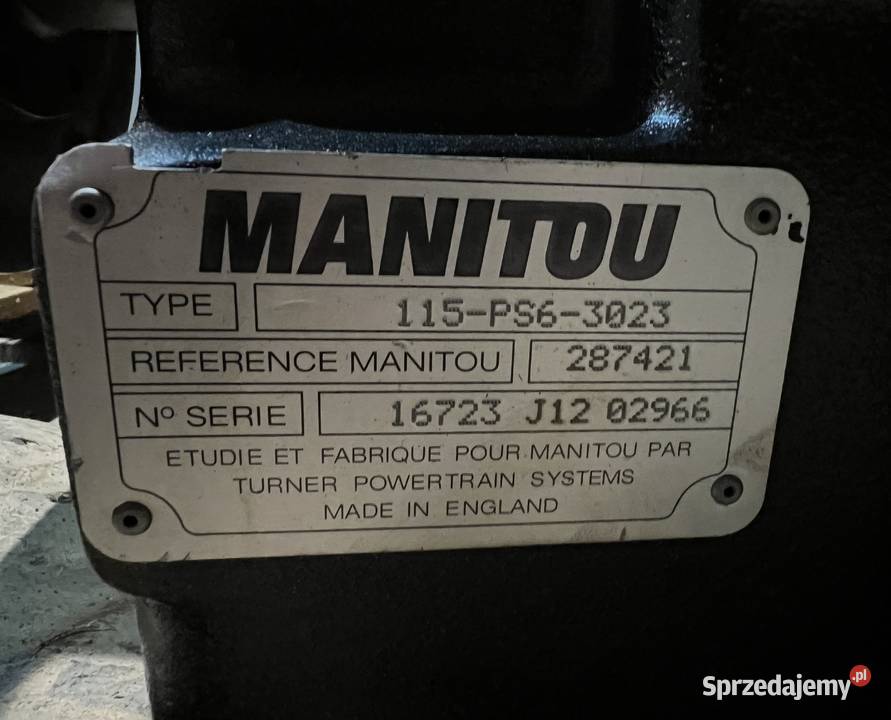 MANITOU
TYPE 115-PS6-3023
REFERENCE MANITOU 287421
Nº SERIE 16723 J12 02966
ETUDIE ET FABRIQUE POUR MANITOU PAR
TURNER POWERTRAIN SYSTEMS
MADE IN ENGLAND
Sprzedajemy.pl